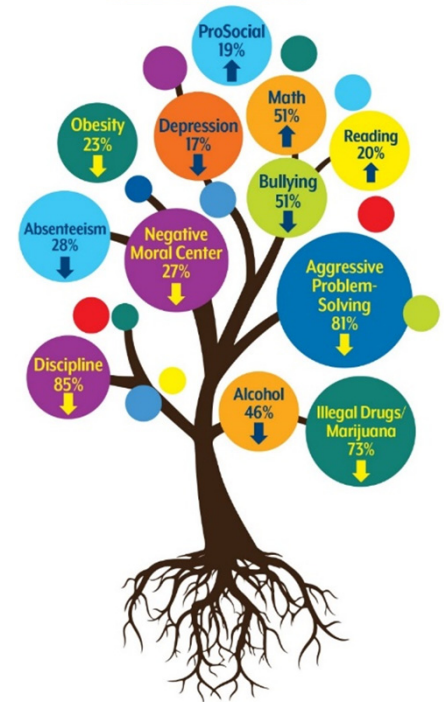 ProSocial
19%
Math
51%
Obesity
23%
Depression
17%
Reading
20%
Bullying
51%
Absenteeism
28%
Negative
Moral Center
27%
Aggressive
Problem-
Solving
81%
Discipline
85%
Alcohol
46%
Illegal Drugs/
Marijuana
73%